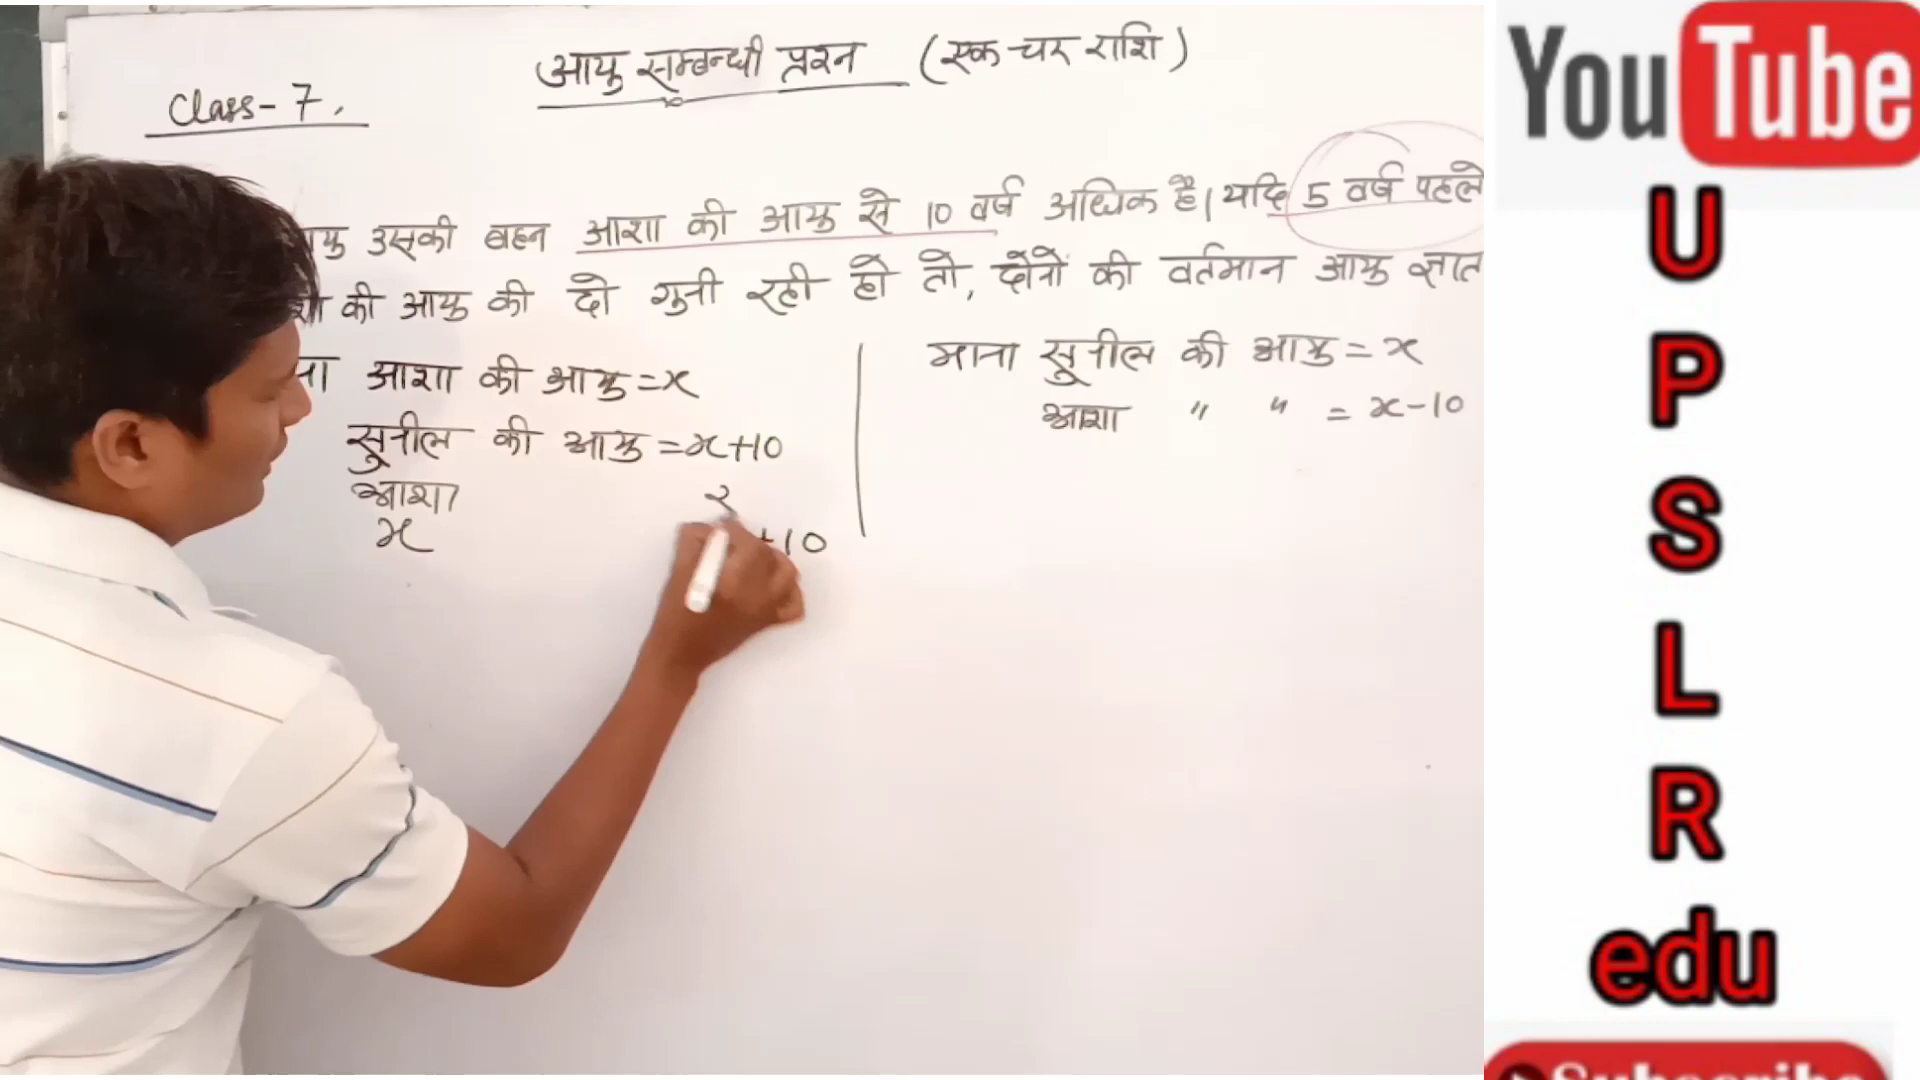 आयु सम्बन्धी प्रश्न (एक चर राशि)
Class-7.
उसकी बहन आशा की आयु से 10 वर्ष अधिक है। यदि 5 वर्ष पहले
की आयु की दो गुनी रही हो तो, दोनों की वर्तमान आयु ज्ञात
आशा की आयु = x
सुनील की आयु = x+10
आशा
x
+10
माना सुनील की आयु = x
आशा " " = x-10
YouTube
U
P
S
L
R
edu